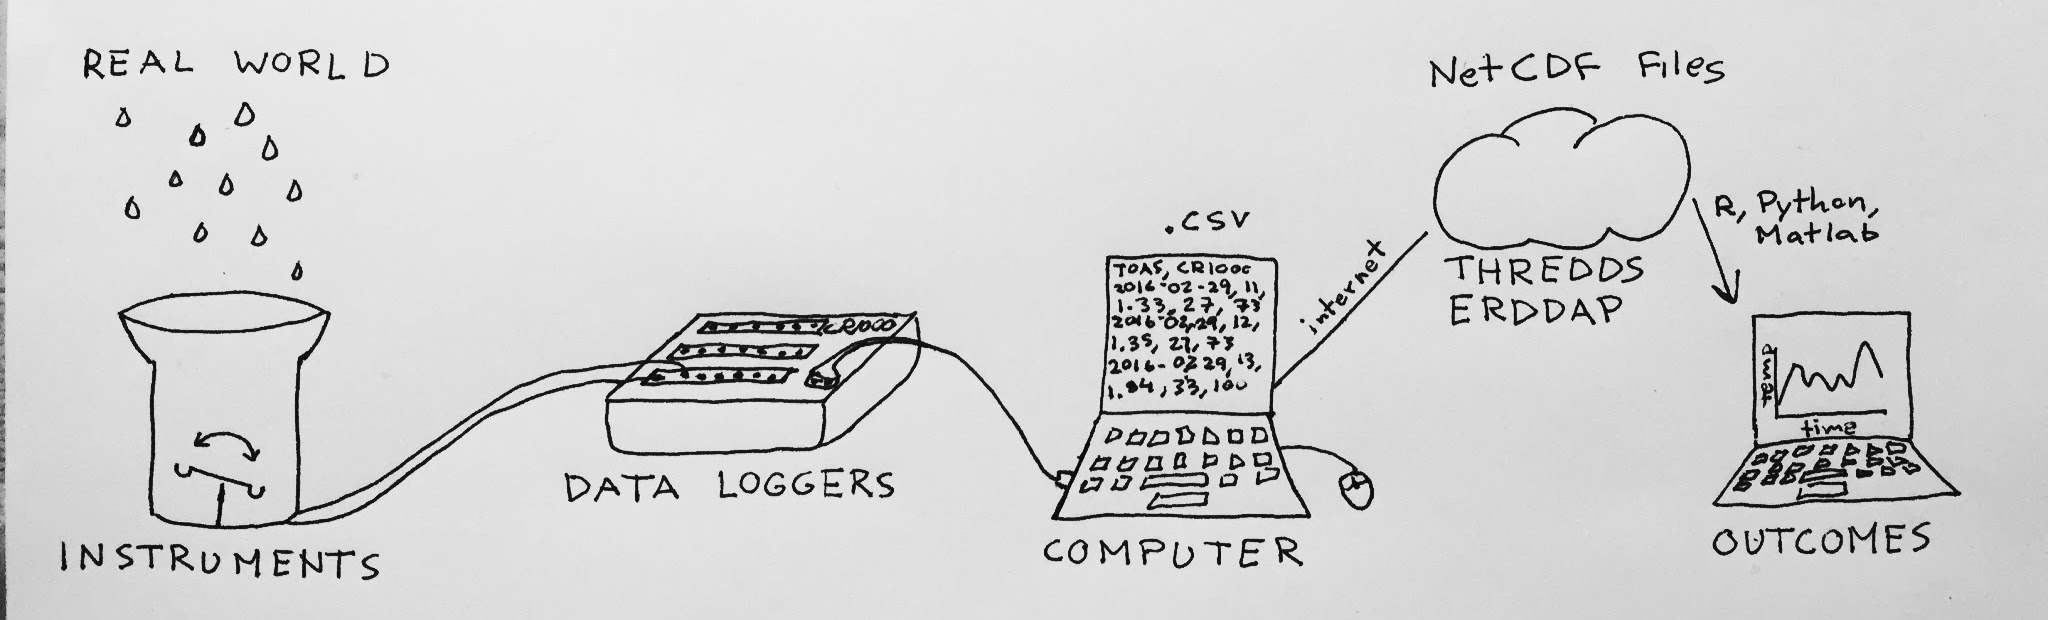 REAL WORLD
INSTRUMENTS
CR1000
DATA LOGGERS
.CSV
TOA5, CR1000
2016-02-29, 11,
1.33, 27, 73
2016-02-29, 12,
1.35, 27, 73
2016-02 29, 13,
1.84, 33, 100
COMPUTER
internet
NetCDF Files
THREDDS
ERDDAP
R, Python,
Matlab
time
OUTCOMES